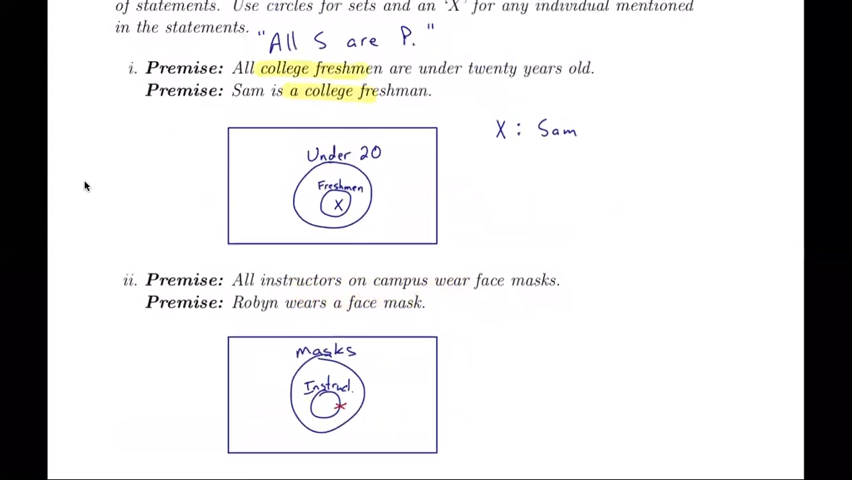 of statements. Use circles for sets and an 'X' for any individual mentioned
in the statements.
"All S are P."
i. Premise: All college freshmen are under twenty years old.
Premise: Sam is a college freshman.
X : Sam
Under 20
Freshmen
X
ii. Premise: All instructors on campus wear face masks.
Premise: Robyn wears a face mask.
Masks
Instruct.
x